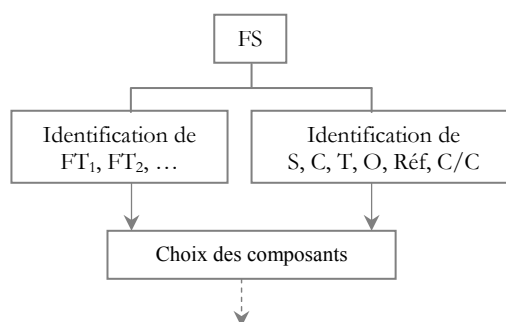 FS
Identification de
FT₁, FT₂, …
Identification de
S, C, T, O, Réf, C/C
Choix des composants